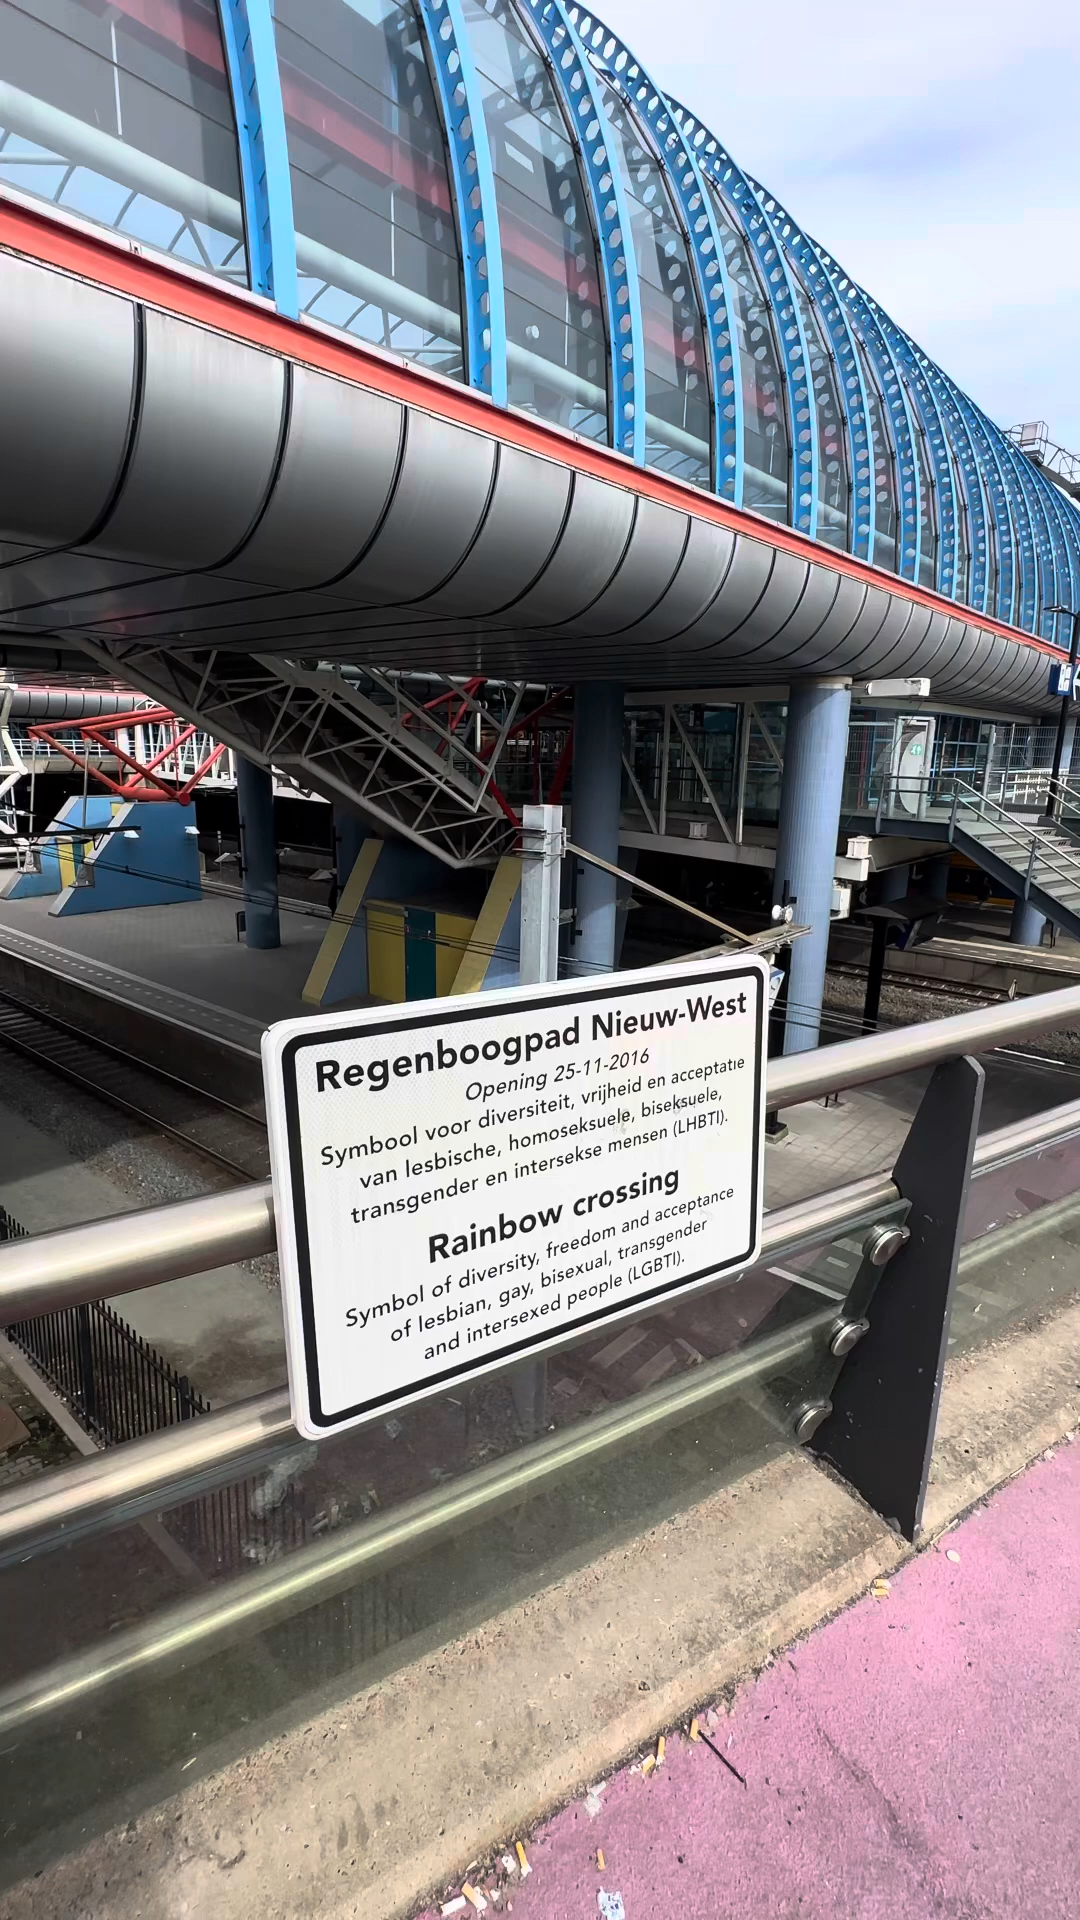 Regenboogpad Nieuw-West
Opening 25-11-2016
Symbool voor diversiteit, vrijheid en acceptatie
van lesbische, homoseksuele, biseksuele,
transgender en intersekse mensen (LHBTI).
Rainbow crossing
Symbol of diversity, freedom and acceptance
of lesbian, gay, bisexual, transgender
and intersexed people (LGBTI).